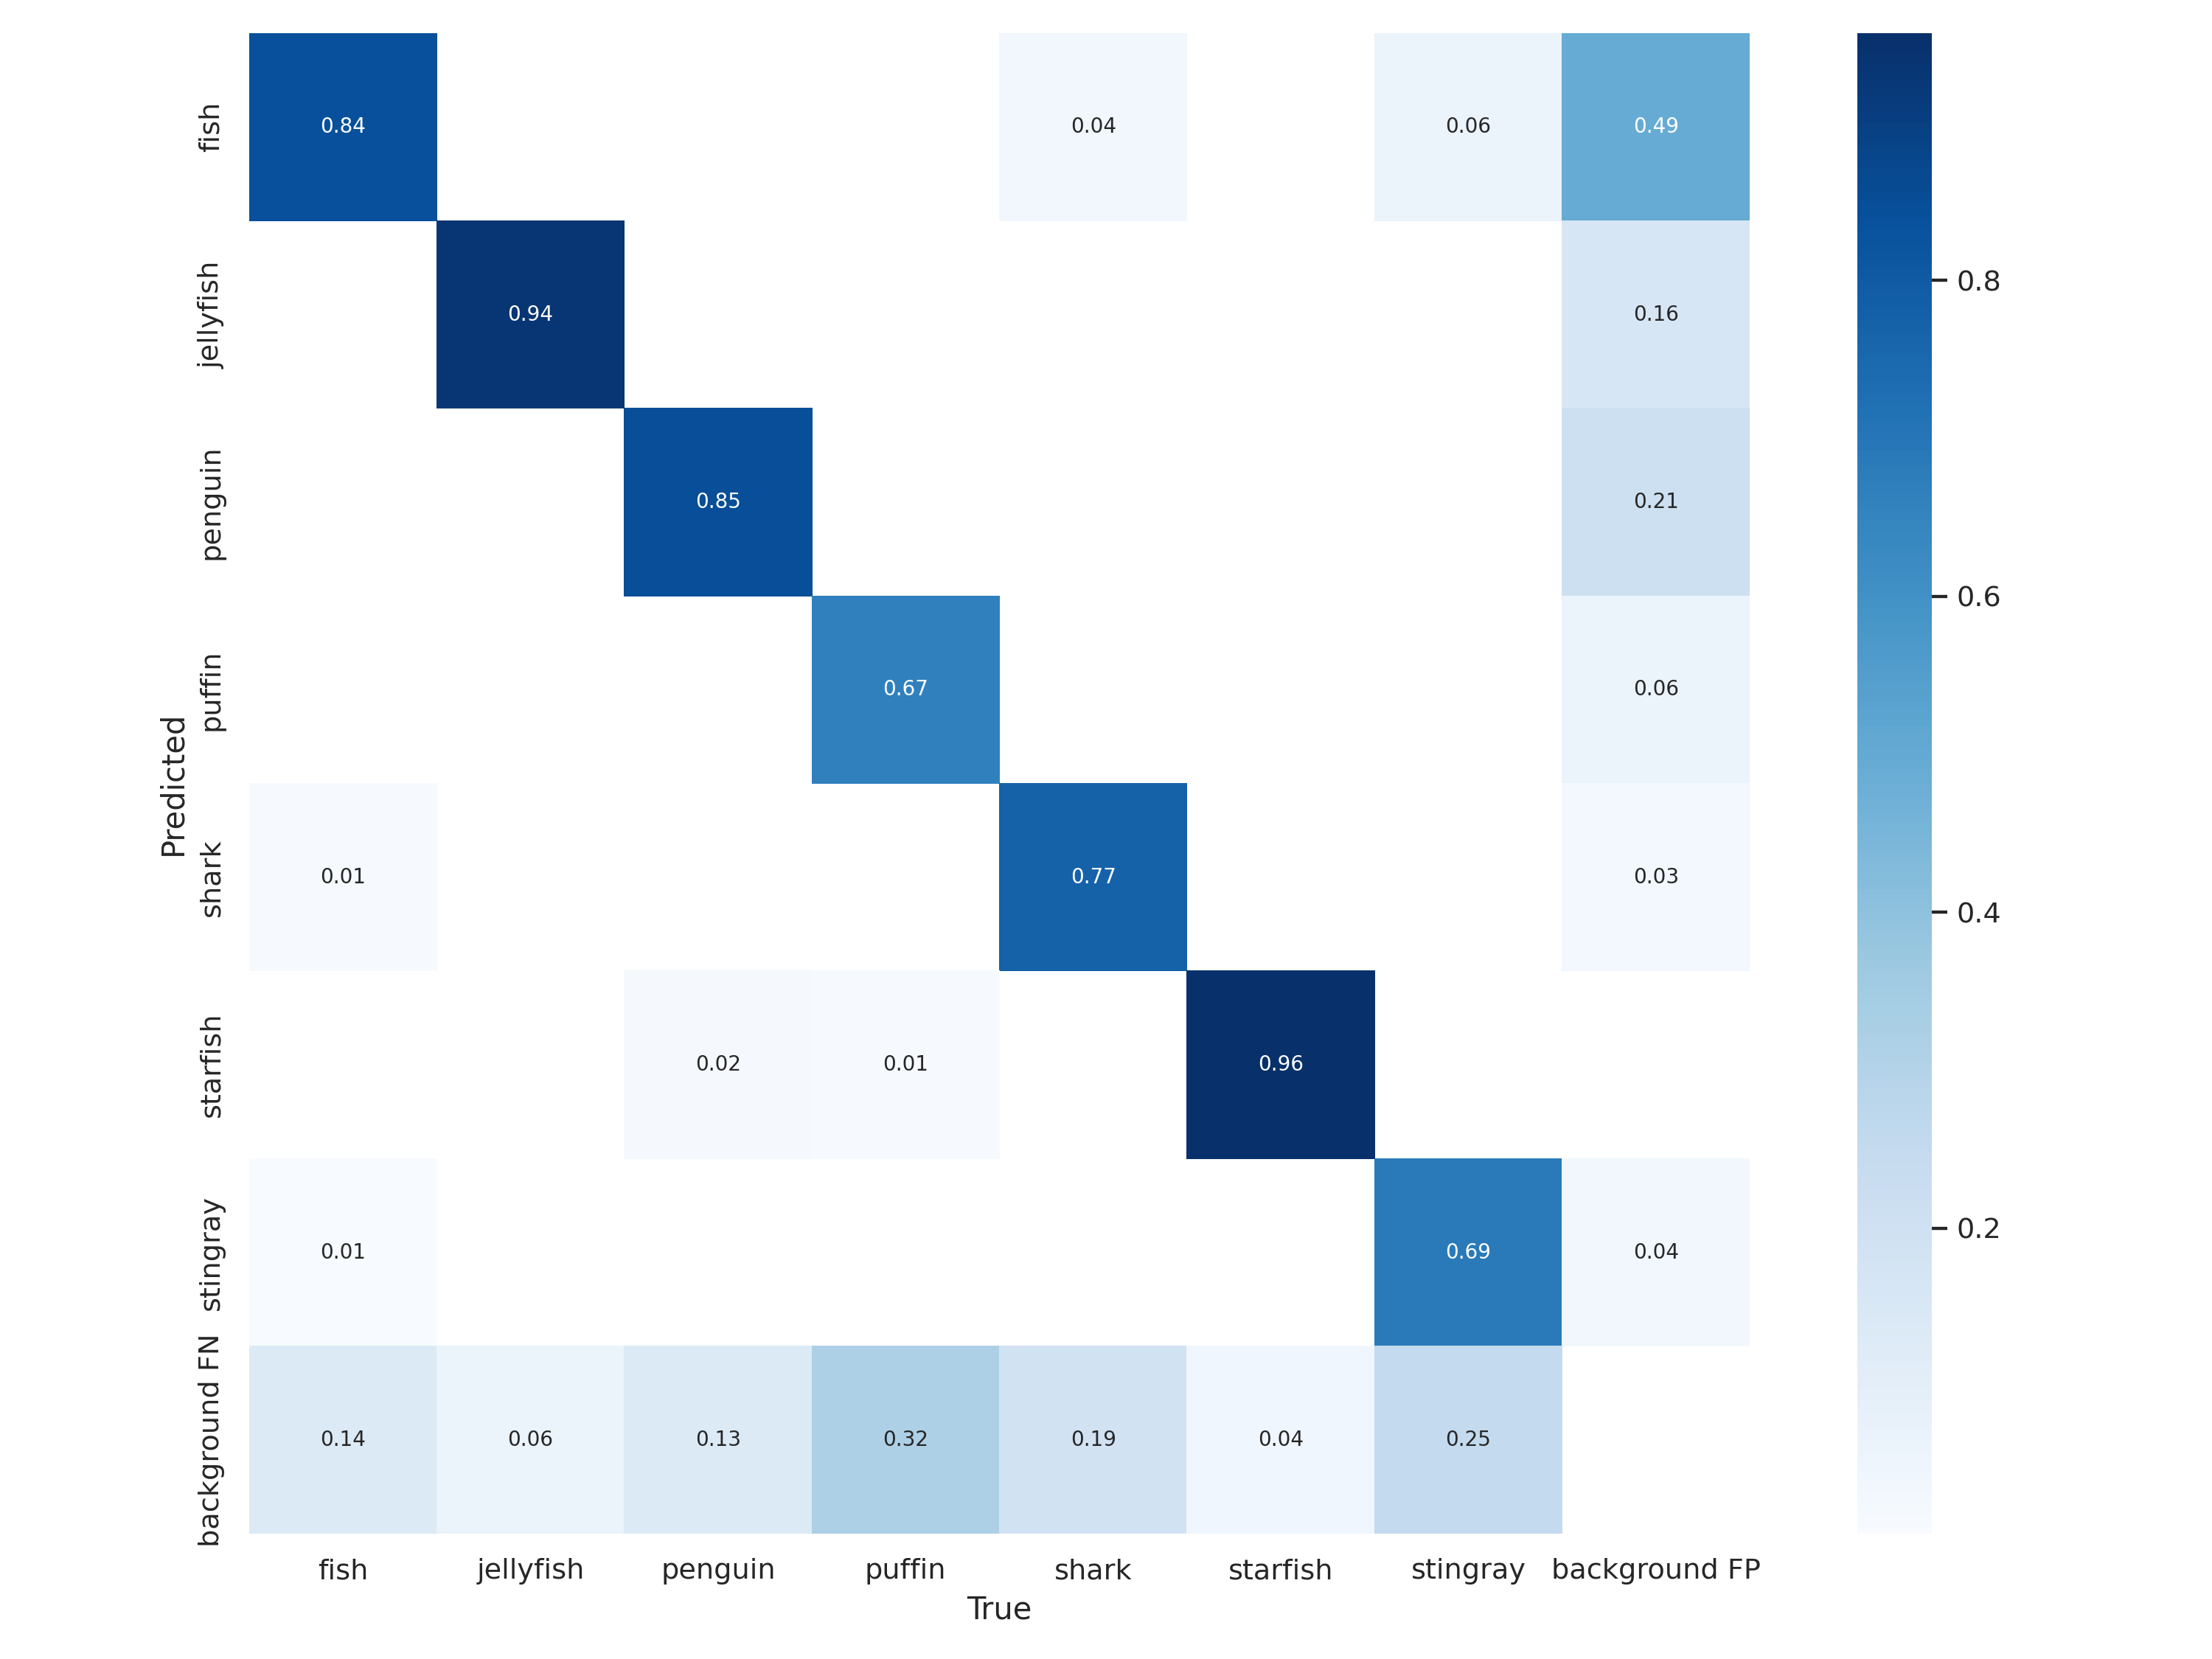 fish 0.84 0.04 0.06 0.49
jellyfish 0.94 0.16
penguin 0.85 0.21
puffin 0.67 0.06
shark 0.01 0.77 0.03
starfish 0.02 0.01 0.96
stingray 0.01 0.69 0.04
background FN 0.14 0.06 0.13 0.32 0.19 0.04 0.25
Predicted
fish jellyfish penguin puffin shark starfish stingray background FP
True
0.8
0.6
0.4
0.2